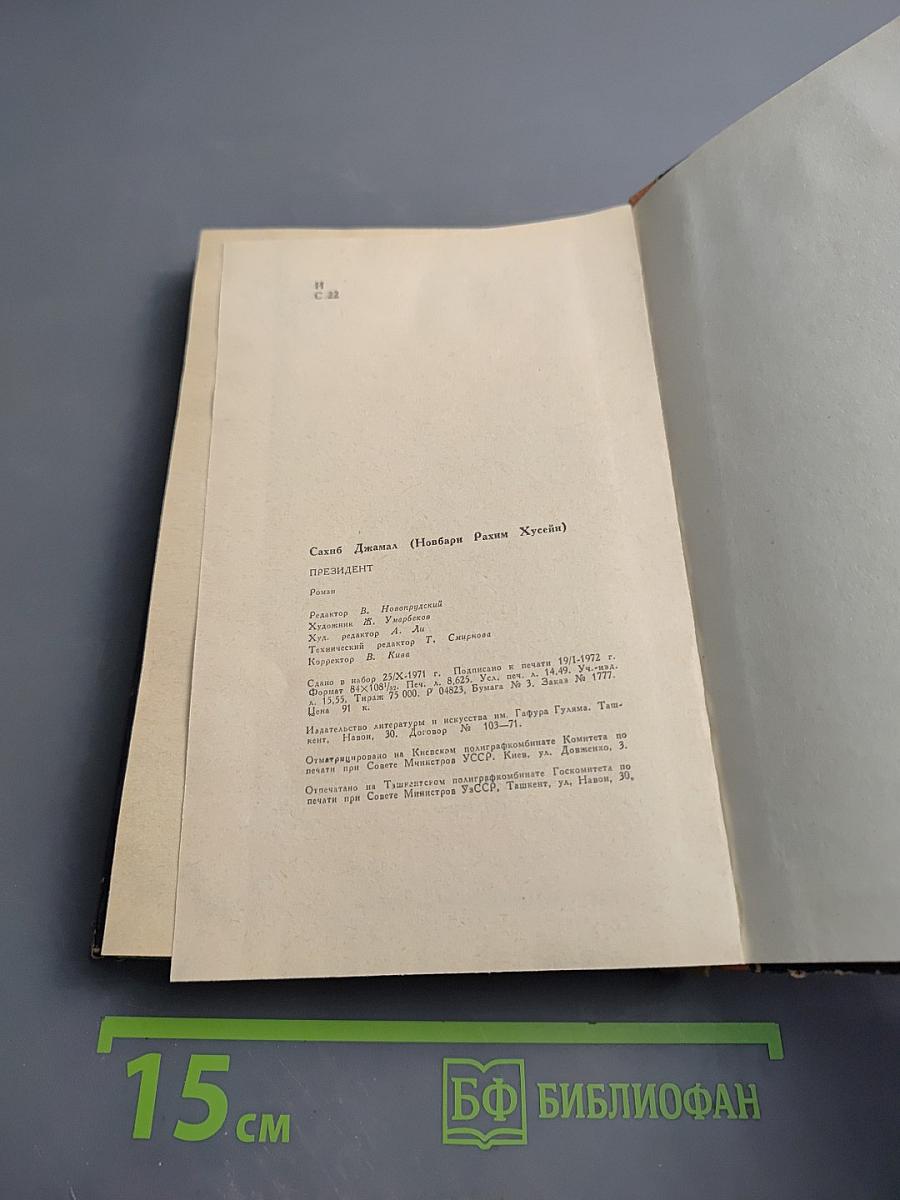 И
С 22
Сахиб Джамал (Новбари Рахим Хусейн)
ПРЕЗИДЕНТ
Роман
Редактор В. Новопрудский
Художник Ж. Умарбеков
Худ. редактор А. Ли
Технический редактор Т. Смирнова
Корректор В. Кива
Сдано в набор 25/X-1971 г. Подписано к печати 19/I-1972 г.
Формат 84×108¹/₃₂. Печ. л. 8,625. Усл. печ. л. 14,49. Уч.-изд.
л. 15,55. Тираж 75 000. Р 04823, Бумага № 3. Заказ № 1777.
Цена 91 к.
Издательство литературы и искусства им. Гафура Гуляма. Таш-
кент, Навои, 30. Договор № 103—71.
Отматрицировано на Киевском полиграфкомбинате Комитета по
печати при Совете Министров УССР. Киев, ул. Довженко, 3.
Отпечатано на Ташкентском полиграфкомбинате Госкомитета по
печати при Совете Министров УзССР, Ташкент, ул, Навои, 30.
15 см
БФ БИБЛИОФАН